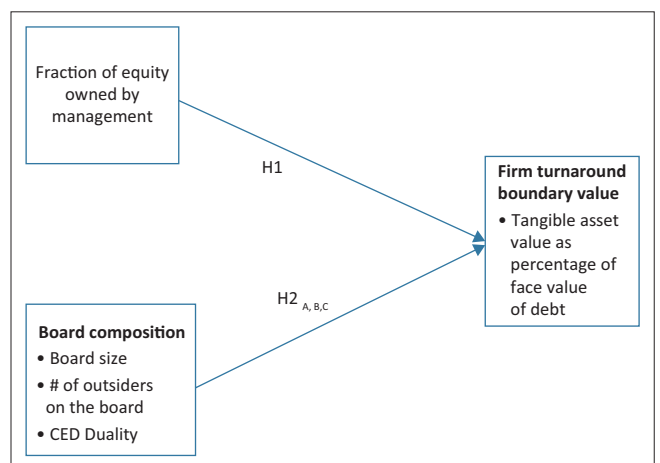 Fraction of equity
owned by
management
H1
Firm turnaround
boundary value
• Tangible asset
value as
percentage of
face value
of debt
H2 A, B,C
Board composition
• Board size
• # of outsiders
on the board
• CED Duality